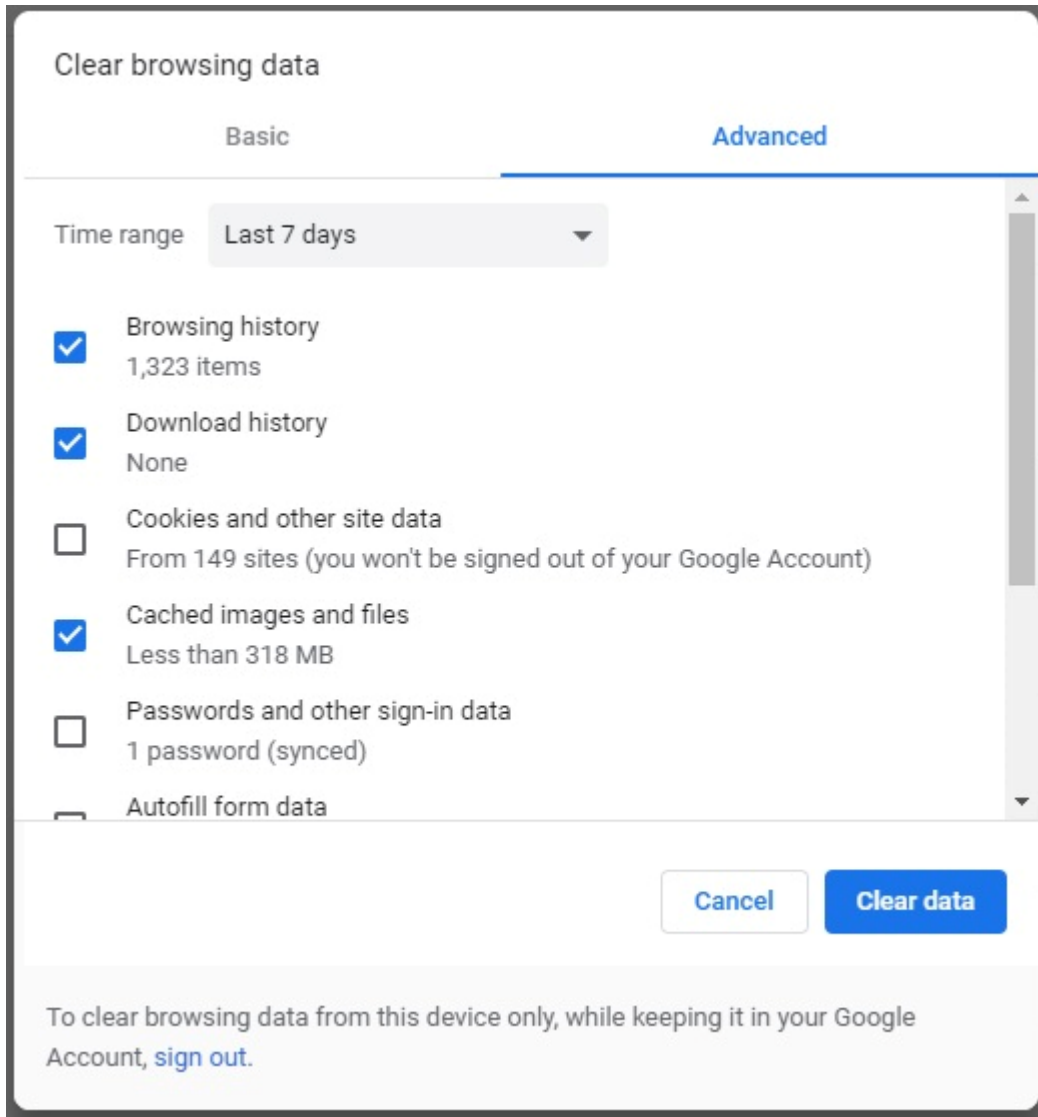 Clear browsing data
Basic
Advanced
Time range
Last 7 days
Browsing history
1,323 items
Download history
None
Cookies and other site data
From 149 sites (you won't be signed out of your Google Account)
Cached images and files
Less than 318 MB
Passwords and other sign-in data
1 password (synced)
Autofill form data
Cancel
Clear data
To clear browsing data from this device only, while keeping it in your Google
Account, sign out.